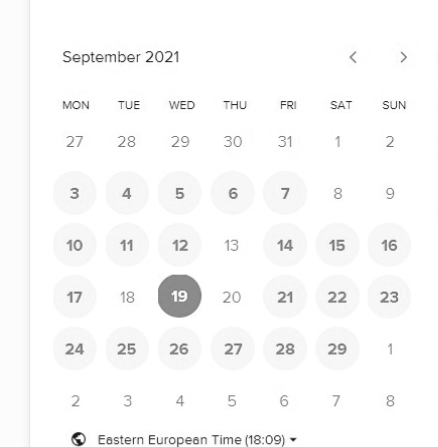 September 2021
MON TUE WED THU FRI SAT SUN
27 28 29 30 31 1 2
3 4 5 6 7 8 9
10 11 12 13 14 15 16
17 18 19 20 21 22 23
24 25 26 27 28 29 1
2 3 4 5 6 7 8
Eastern European Time (18:09)